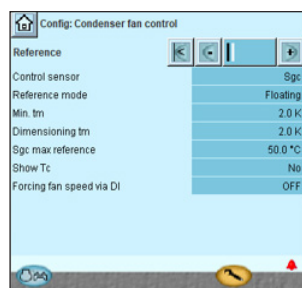 Config: Condenser fan control
Reference
Control sensor Sgc
Reference mode Floating
Min. tm 2.0 K
Dimensioning tm 2.0 K
Sgc max reference 50.0 °C
Show Tc No
Forcing fan speed via DI OFF